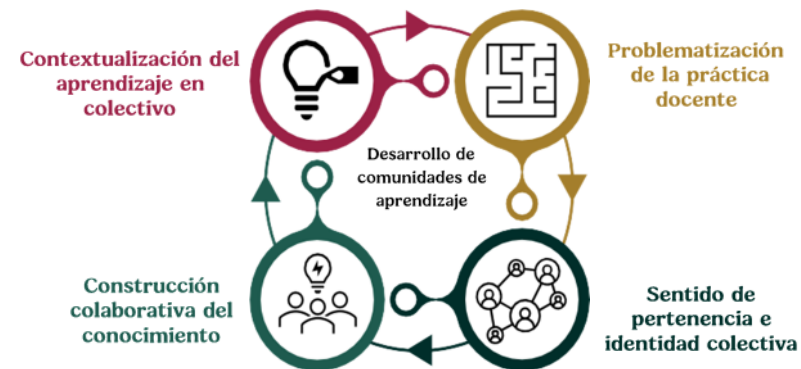 Contextualización del
aprendizaje en
colectivo
Problematización
de la práctica
docente
Desarrollo de
comunidades de
aprendizaje
Construcción
colaborativa del
conocimiento
Sentido de
pertenencia e
identidad colectiva